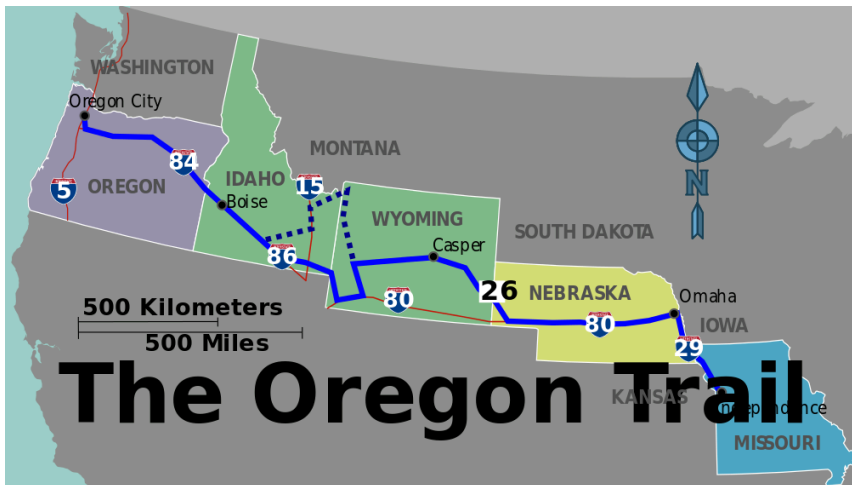 WASHINGTON
Oregon City
84
MONTANA
5
OREGON
IDAHO
15
Boise
WYOMING
N
SOUTH DAKOTA
Casper
86
26
NEBRASKA
Omaha
80
80
IOWA
500 Kilometers
500 Miles
29
The Oregon Trail
KANSAS
Independence
MISSOURI